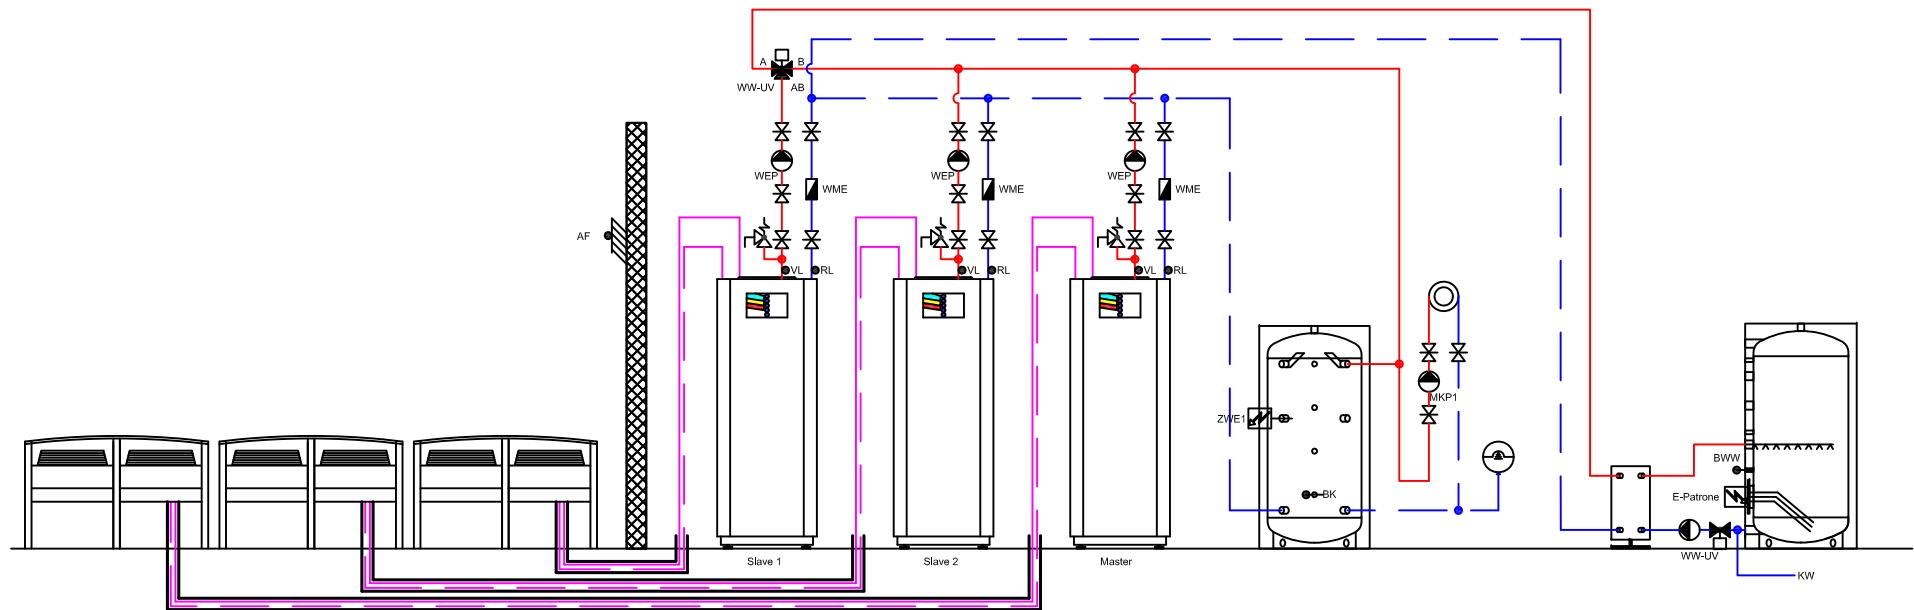 A
B
WW-UV
AB
WEP
WME
WEP
WME
WEP
WME
AF
VL
RL
VL
RL
VL
RL
ZWE1
MKP1
BK
BWW
E-Patrone
WW-UV
KW
Slave 1
Slave 2
Master